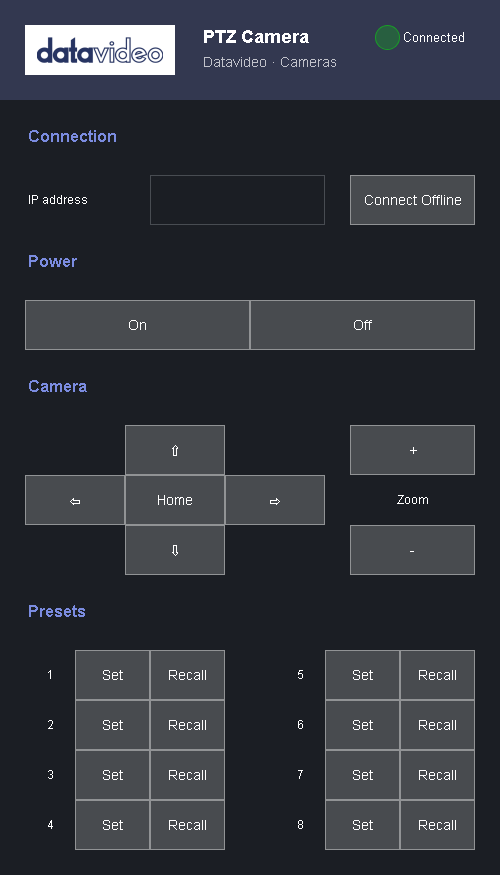 datavideo
PTZ Camera
Datavideo · Cameras
Connected
Connection
IP address
Connect Offline
Power
On Off
Camera
⇧
+
⇦ Home ⇨
Zoom
⇩
-
Presets
1 Set Recall 5 Set Recall
2 Set Recall 6 Set Recall
3 Set Recall 7 Set Recall
4 Set Recall 8 Set Recall